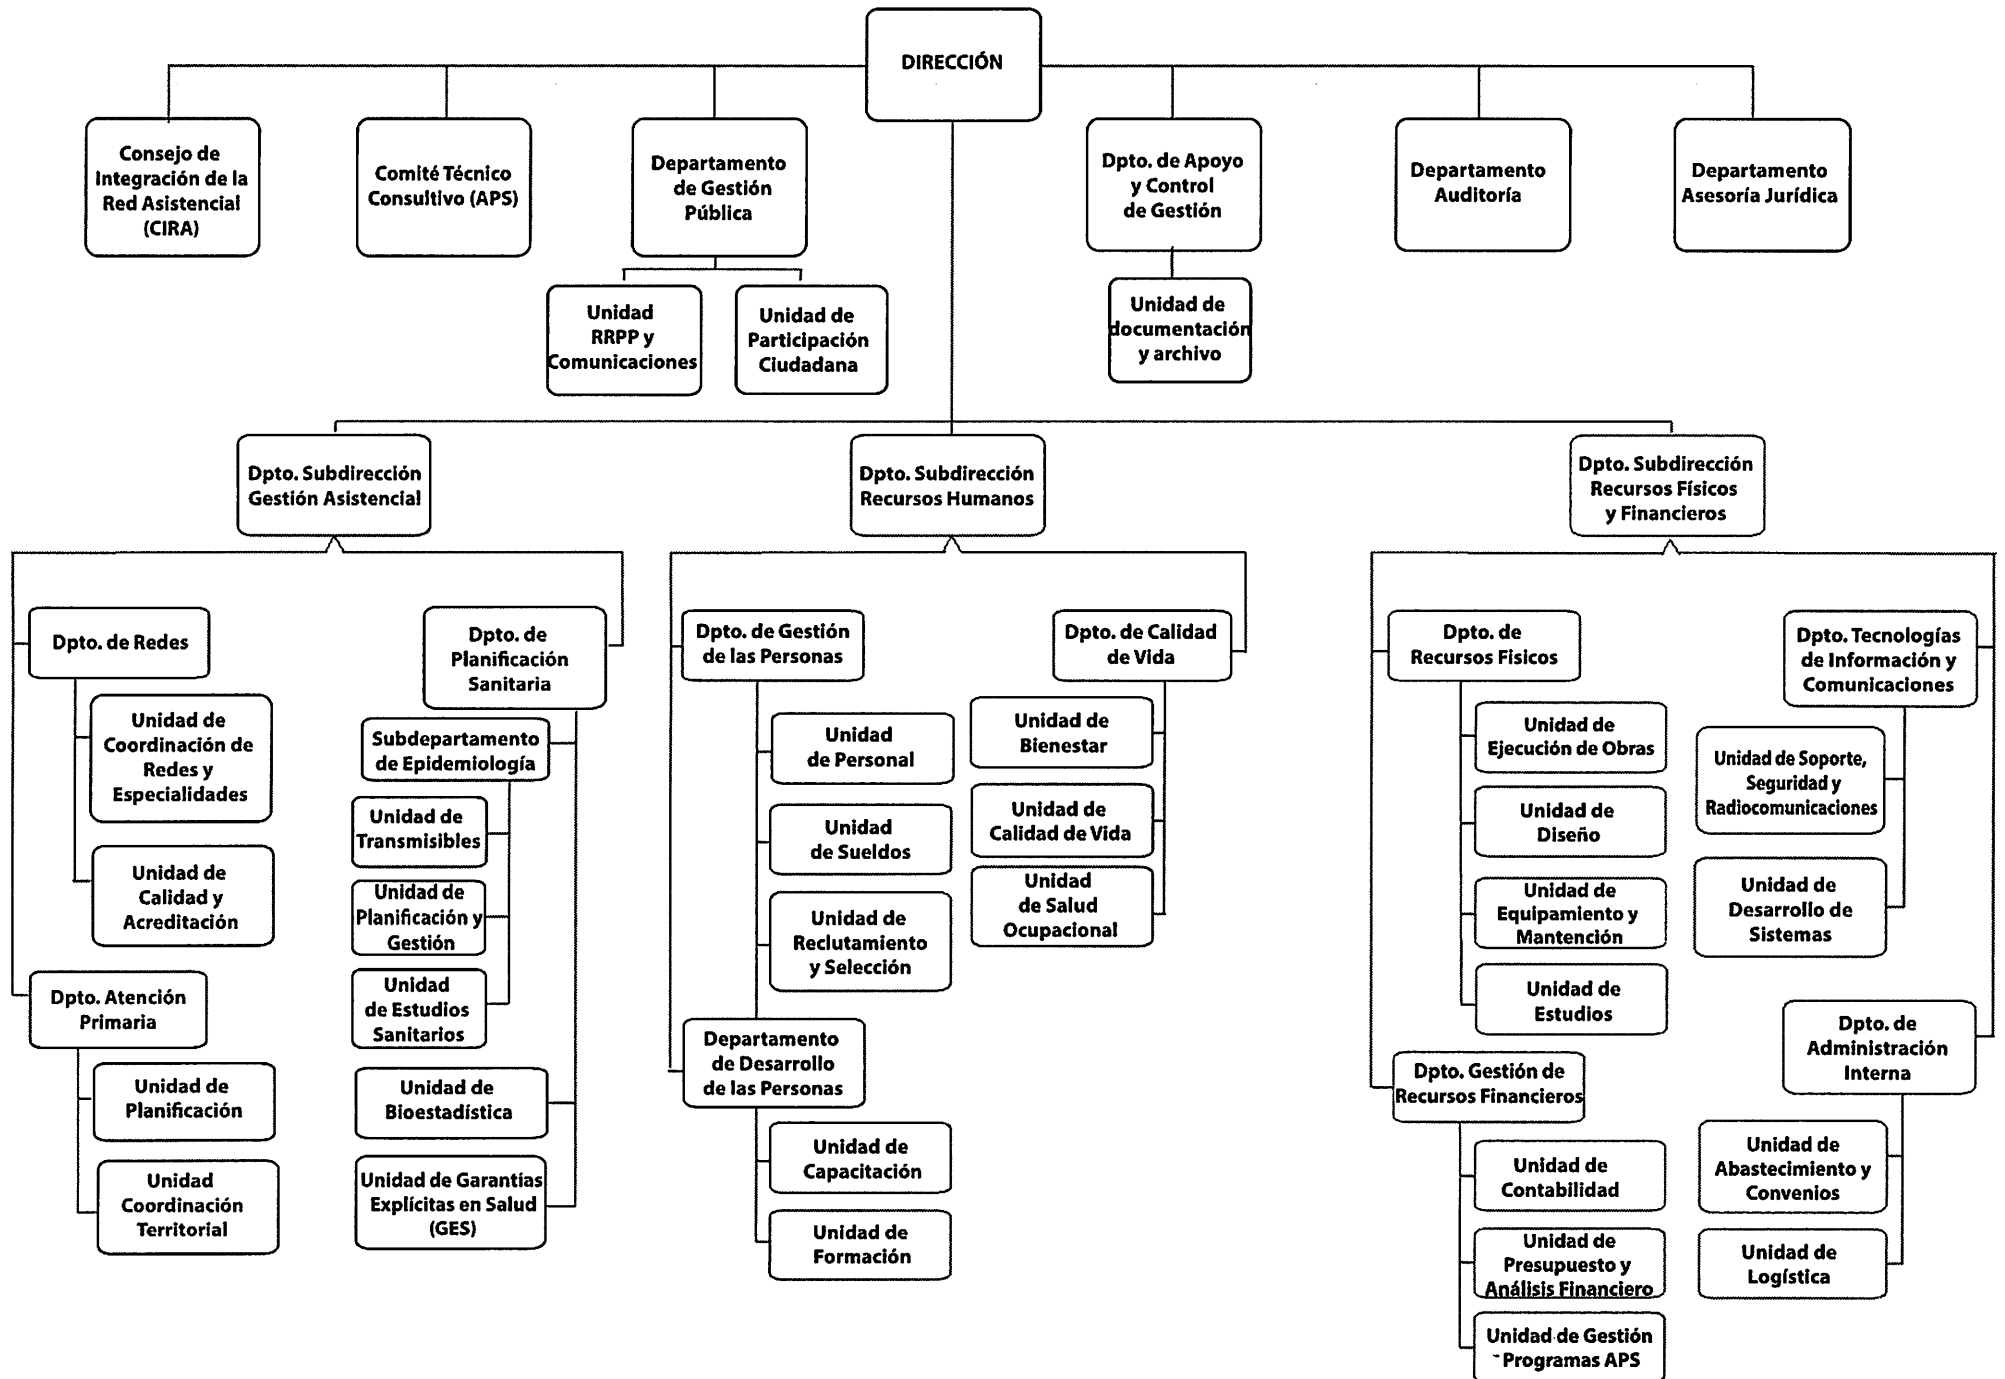 DIRECCIÓN
Consejo de
Integración de la
Red Asistencial
(CIRA)
Comité Técnico
Consultivo (APS)
Departamento
de Gestión
Pública
Dpto. de Apoyo
y Control
de Gestión
Departamento
Auditoría
Departamento
Asesoría Jurídica
Unidad
RRPP y
Comunicaciones
Unidad de
Participación
Ciudadana
Unidad de
documentación
y archivo
Dpto. Subdirección
Gestión Asistencial
Dpto. Subdirección
Recursos Humanos
Dpto. Subdirección
Recursos Físicos
y Financieros
Dpto. de Redes
Unidad de
Coordinación de
Redes y
Especialidades
Unidad de
Calidad y
Acreditación
Dpto. Atención
Primaria
Unidad de
Planificación
Unidad
Coordinación
Territorial
Dpto. de
Planificación
Sanitaria
Subdepartamento
de Epidemiología
Unidad de
Transmisibles
Unidad de
Planificación y
Gestión
Unidad
de Estudios
Sanitarios
Unidad de
Bioestadística
Unidad de Garantías
Explícitas en Salud
(GES)
Dpto. de Gestión
de las Personas
Unidad
de Personal
Unidad
de Sueldos
Unidad de
Reclutamiento
y Selección
Departamento
de Desarrollo
de las Personas
Unidad de
Capacitación
Unidad de
Formación
Dpto. de Calidad
de Vida
Unidad de
Bienestar
Unidad de
Calidad de Vida
Unidad
de Salud
Ocupacional
Dpto. de
Recursos Fisicos
Unidad de
Ejecución de Obras
Unidad de
Diseño
Unidad de
Equipamiento y
Mantención
Unidad de
Estudios
Dpto. Gestión de
Recursos Financieros
Unidad de
Contabilidad
Unidad de
Presupuesto y
Análisis Financiero
Unidad de Gestión
Programas APS
Dpto. Tecnologías
de Información y
Comunicaciones
Unidad de Soporte,
Seguridad y
Radiocomunicaciones
Unidad de
Desarrollo de
Sistemas
Dpto. de
Administración
Interna
Unidad de
Abastecimiento y
Convenios
Unidad de
Logística